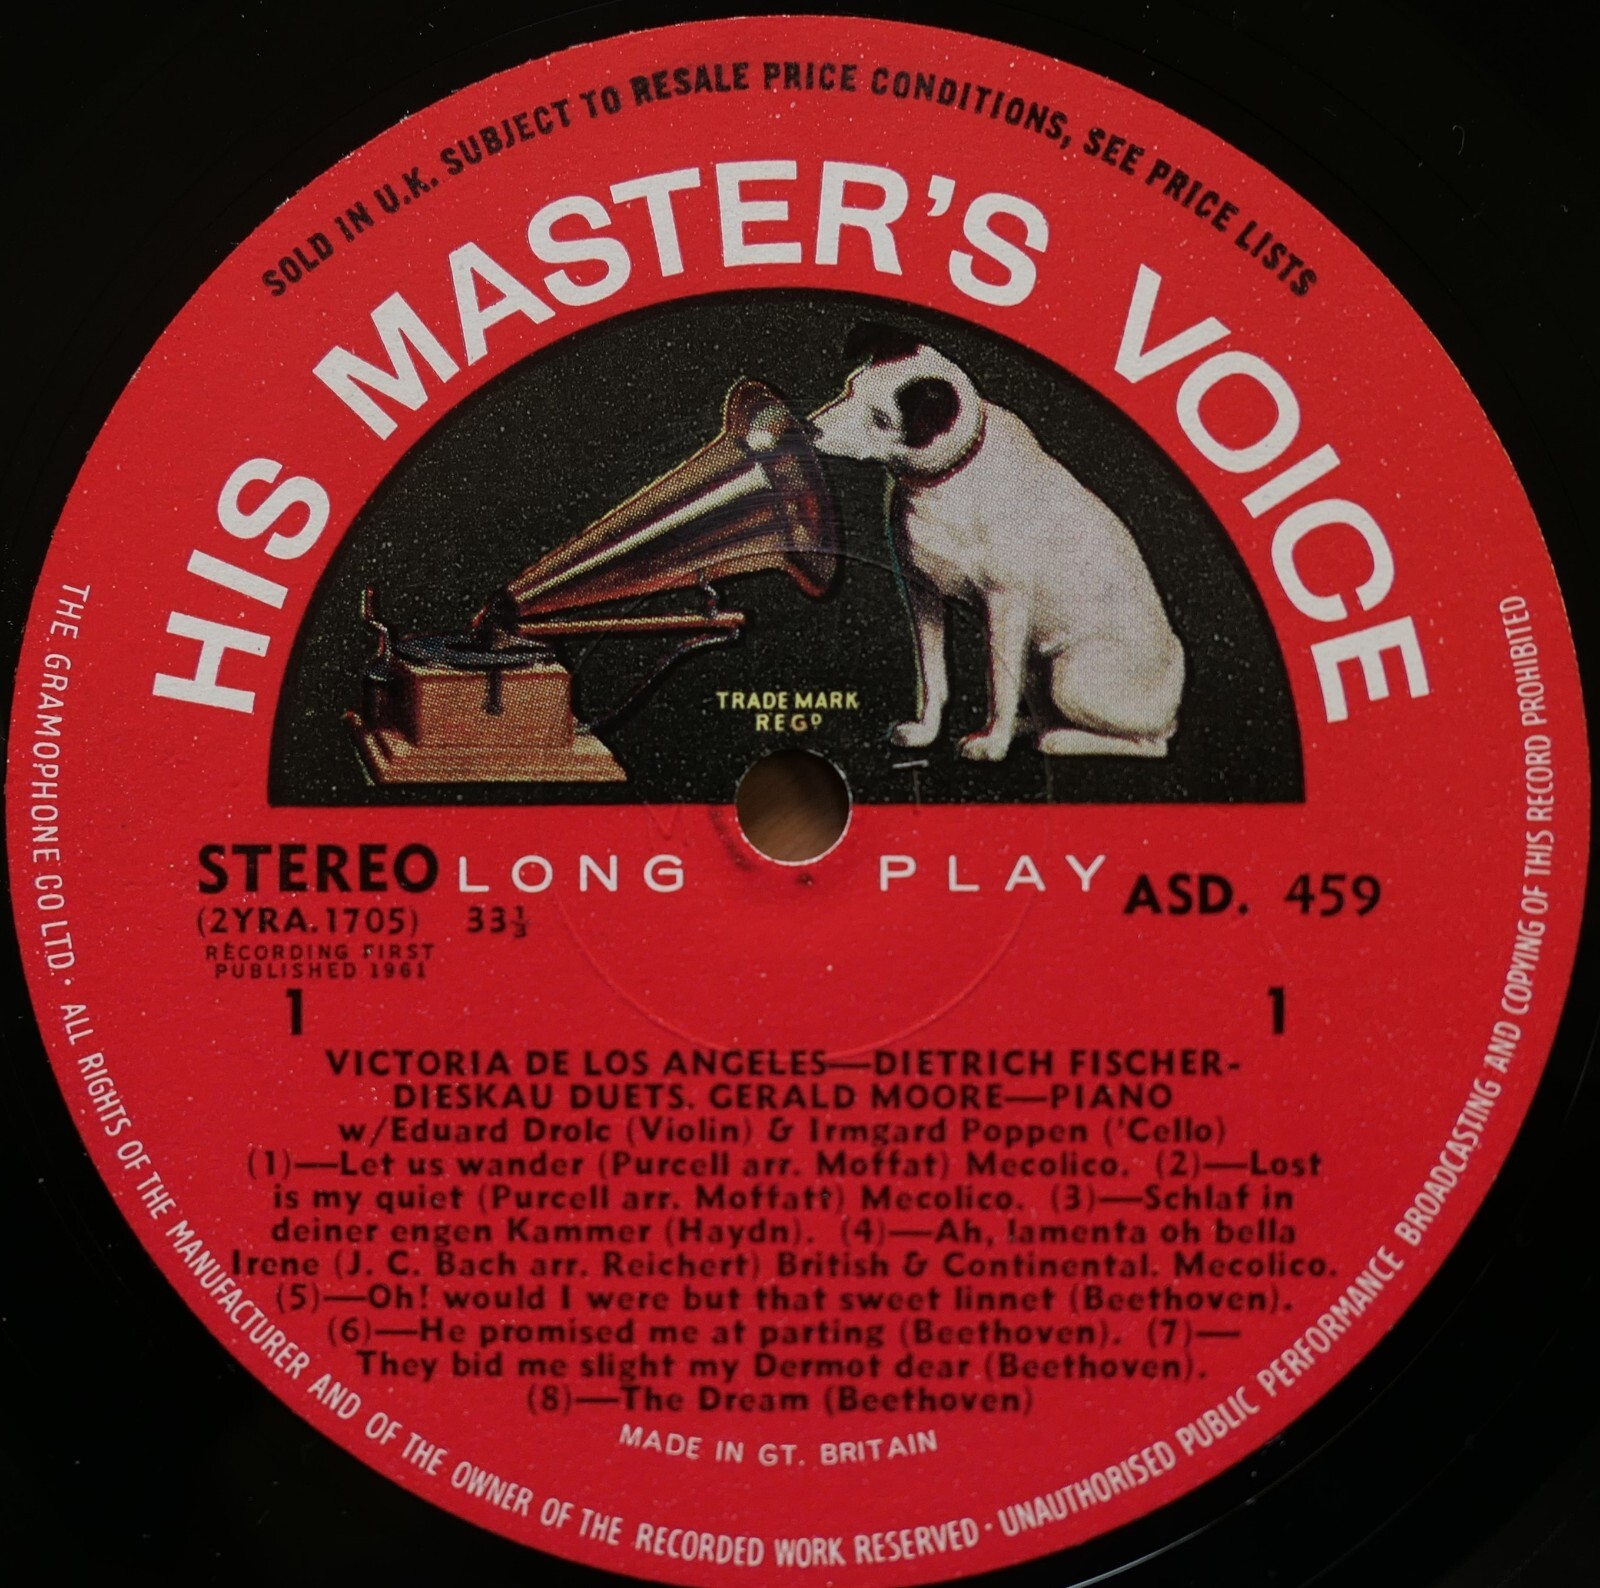 SOLD IN U.K. SUBJECT TO RESALE PRICE CONDITIONS, SEE PRICE LISTS
HIS MASTER'S VOICE
TRADE MARK
REGD
STEREO LONG PLAY ASD. 459
(2YRA.1705) 33⅓
RECORDING FIRST
PUBLISHED 1961
1 1
VICTORIA DE LOS ANGELES—DIETRICH FISCHER-
DIESKAU DUETS. GERALD MOORE—PIANO
w/Eduard Drolc (Violin) & Irmgard Poppen ('Cello)
(1)—Let us wander (Purcell arr. Moffat) Mecolico. (2)—Lost
is my quiet (Purcell arr. Moffatt) Mecolico. (3)—Schlaf in
deiner engen Kammer (Haydn). (4)—Ah, lamenta oh bella
Irene (J. C. Bach arr. Reichert) British & Continental. Mecolico.
(5)—Oh! would I were but that sweet linnet (Beethoven).
(6)—He promised me at parting (Beethoven). (7)—
They bid me slight my Dermot dear (Beethoven).
(8)—The Dream (Beethoven)
MADE IN GT. BRITAIN
THE GRAMOPHONE CO LTD · ALL RIGHTS OF THE MANUFACTURER AND OF THE OWNER OF THE RECORDED WORK RESERVED · UNAUTHORISED PUBLIC PERFORMANCE BROADCASTING AND COPYING OF THIS RECORD PROHIBITED